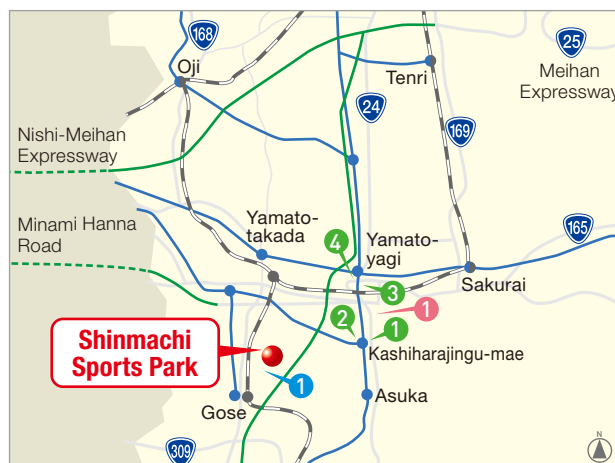 168
Oji
25
Meihan
Expressway
Tenri
24
169
Nishi-Meihan
Expressway
Minami Hanna
Road
Yamato-
takada
4
Yamato-
yagi
165
Sakurai
3
1
2
1
Kashiharajingu-mae
Shinmachi
Sports Park
1
Gose
Asuka
309
N